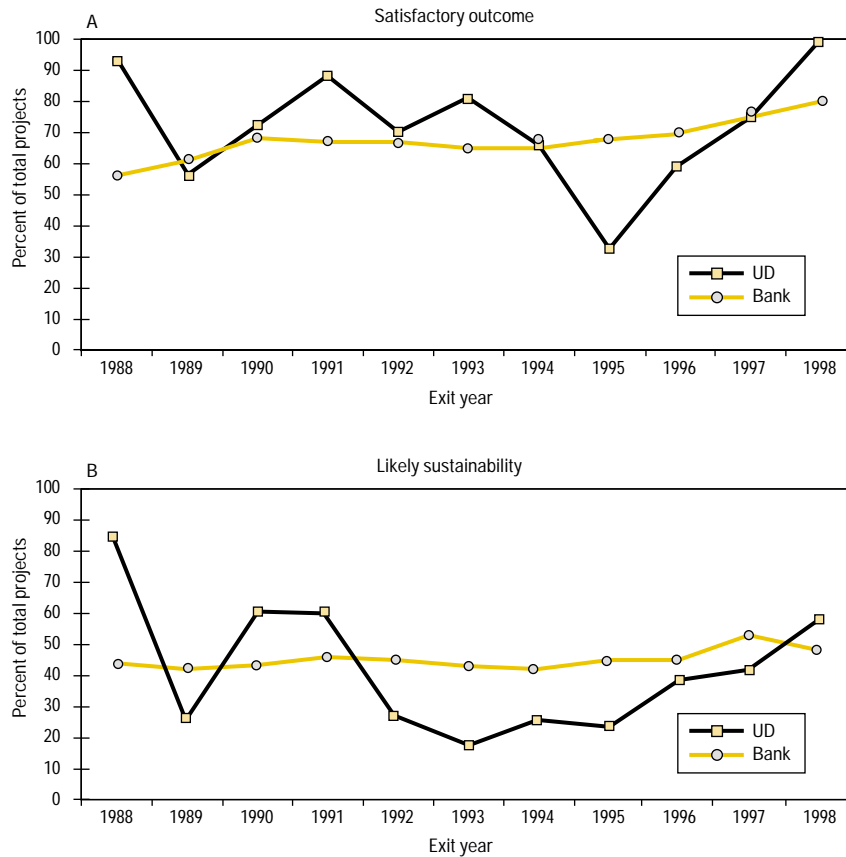 A
Satisfactory outcome
Percent of total projects
100
90
80
70
60
50
40
30
20
10
0
UD
Bank
1988 1989 1990 1991 1992 1993 1994 1995 1996 1997 1998
Exit year
B
Likely sustainability
Percent of total projects
100
90
80
70
60
50
40
30
20
10
0
UD
Bank
1988 1989 1990 1991 1992 1993 1994 1995 1996 1997 1998
Exit year